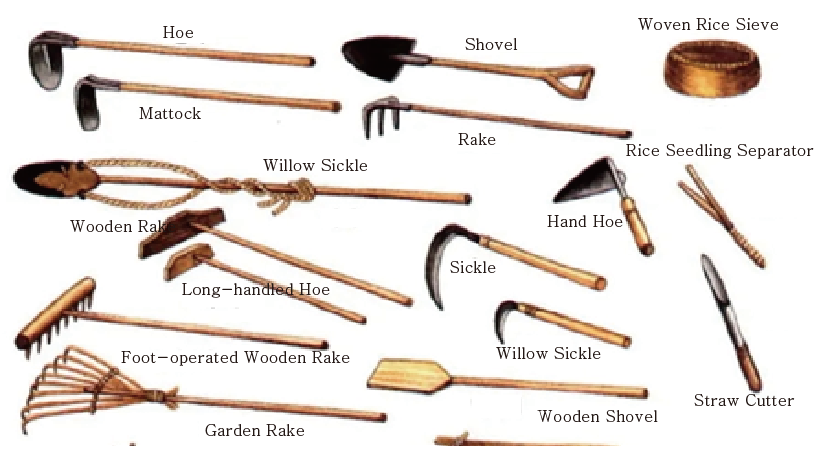 Hoe
Shovel
Woven Rice Sieve
Mattock
Rake
Rice Seedling Separator
Willow Sickle
Hand Hoe
Wooden Rak
Sickle
Long-handled Hoe
Willow Sickle
Foot-operated Wooden Rake
Straw Cutter
Wooden Shovel
Garden Rake